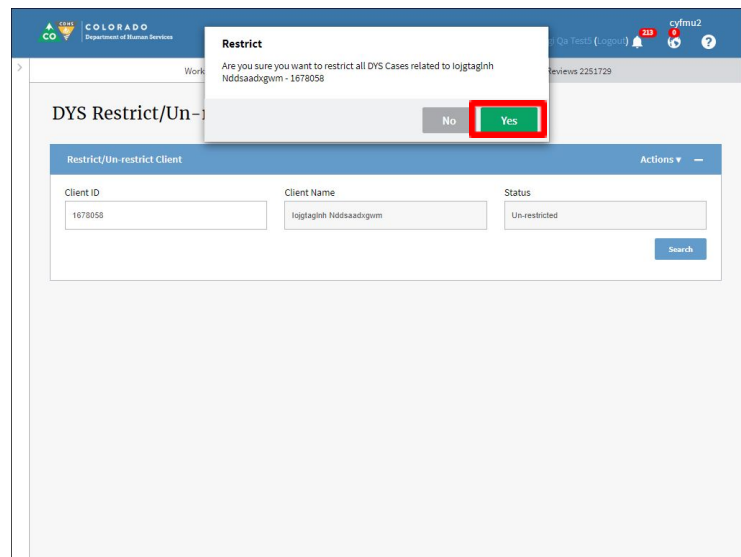 CO
CDHS
COLORADO
Department of Human Services
cyfmu2
Qa Test5 (Logout)
213
0
?
>
Work
Reviews 2251729
Restrict
Are you sure you want to restrict all DYS Cases related to Iojgtaglnh
Nddsaadxgwm - 1678058
No
Yes
DYS Restrict/Un-
Restrict/Un-restrict Client
Actions ▾
Client ID
Client Name
Status
1678058
Iojgtaglnh Nddsaadxgwm
Un-restricted
Search